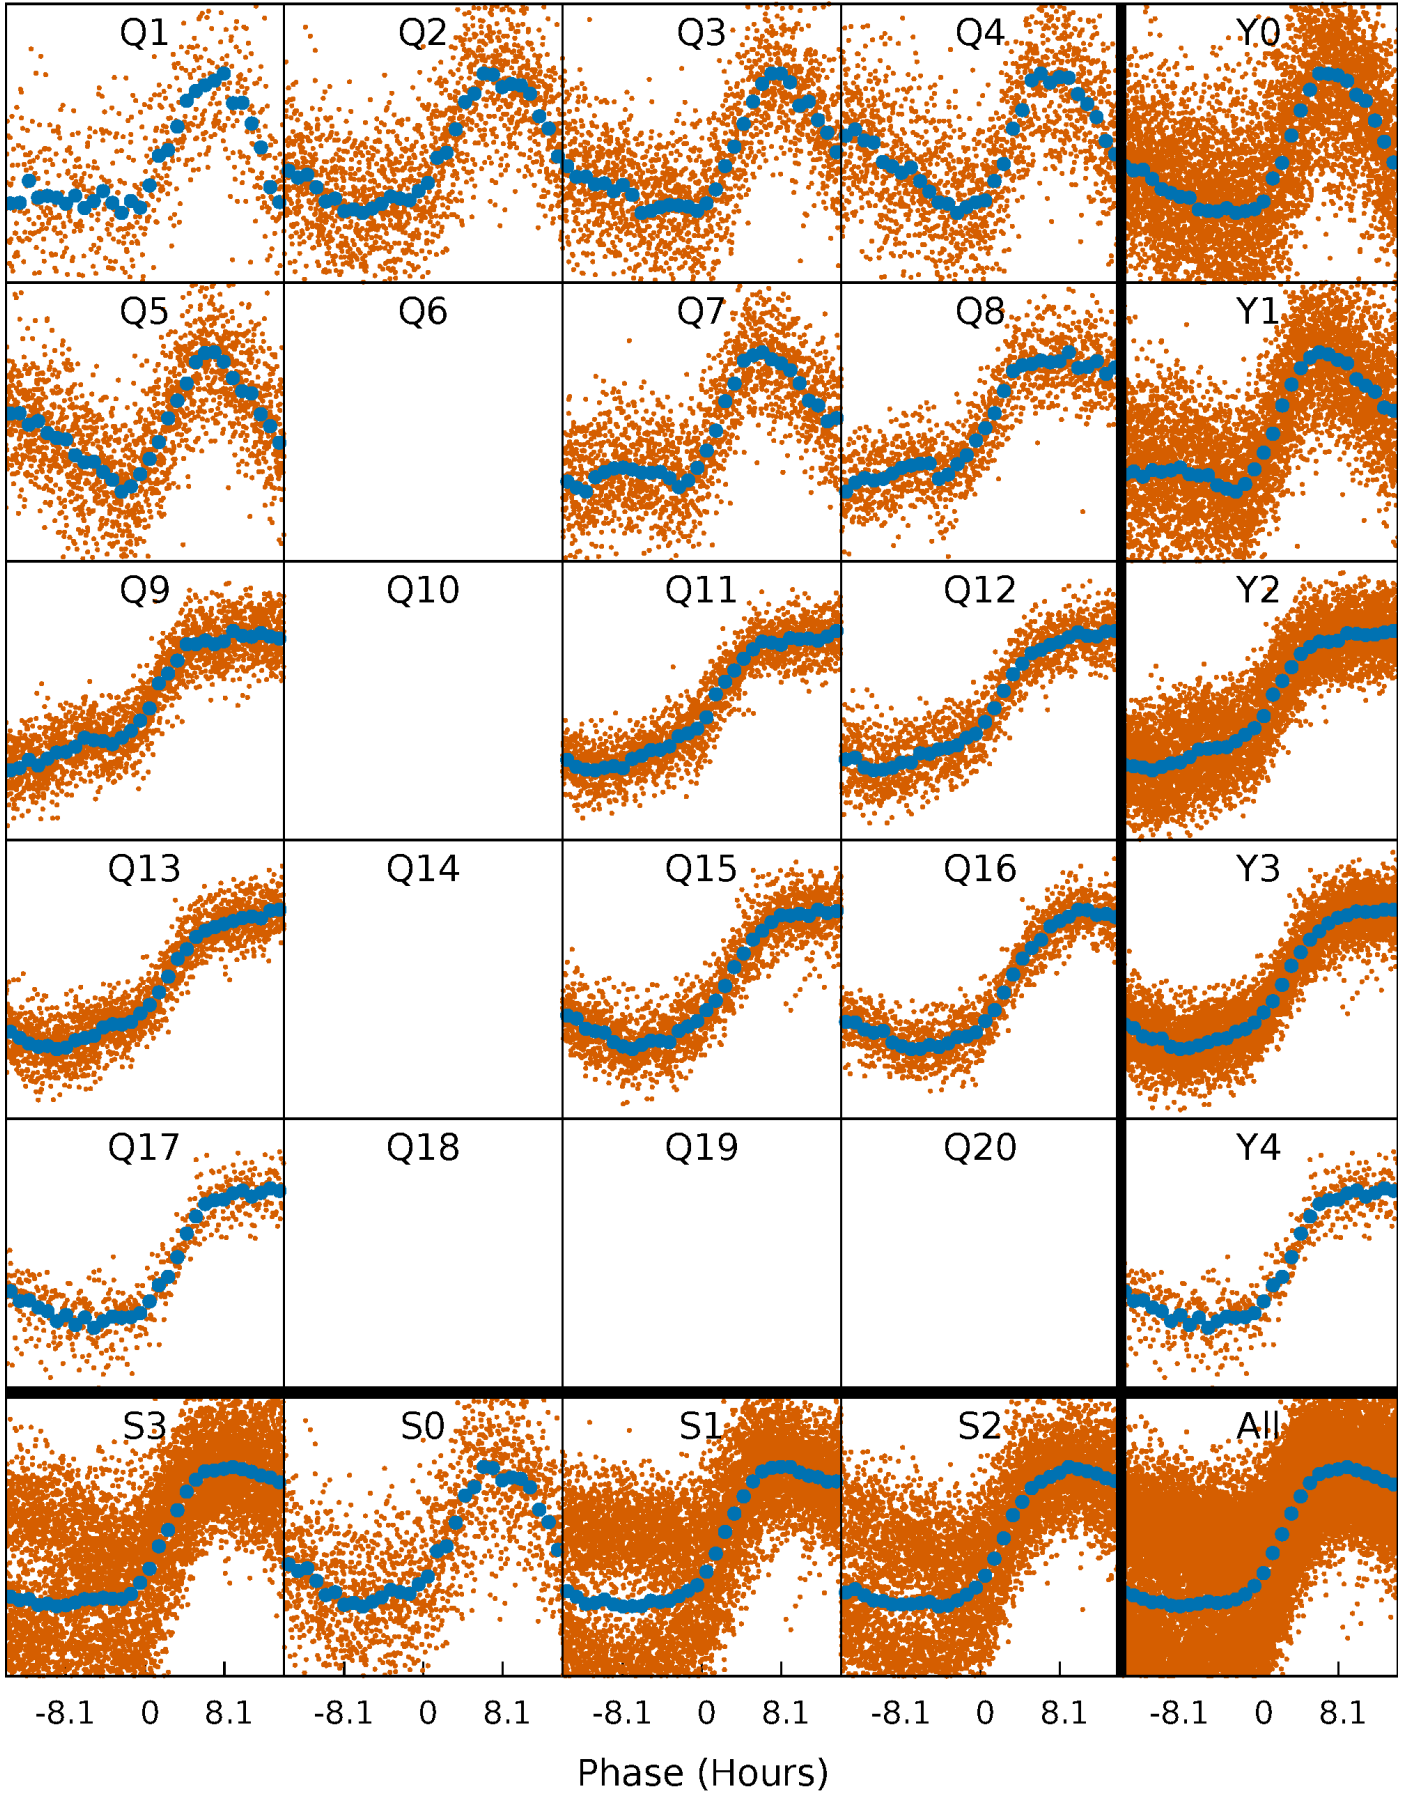 Q1 Q2 Q3 Q4 Y0
Q5 Q6 Q7 Q8 Y1
Q9 Q10 Q11 Q12 Y2
Q13 Q14 Q15 Q16 Y3
Q17 Q18 Q19 Q20 Y4
S3 S0 S1 S2 All
-8.1 0 8.1 -8.1 0 8.1 -8.1 0 8.1 -8.1 0 8.1 -8.1 0 8.1
Phase (Hours)